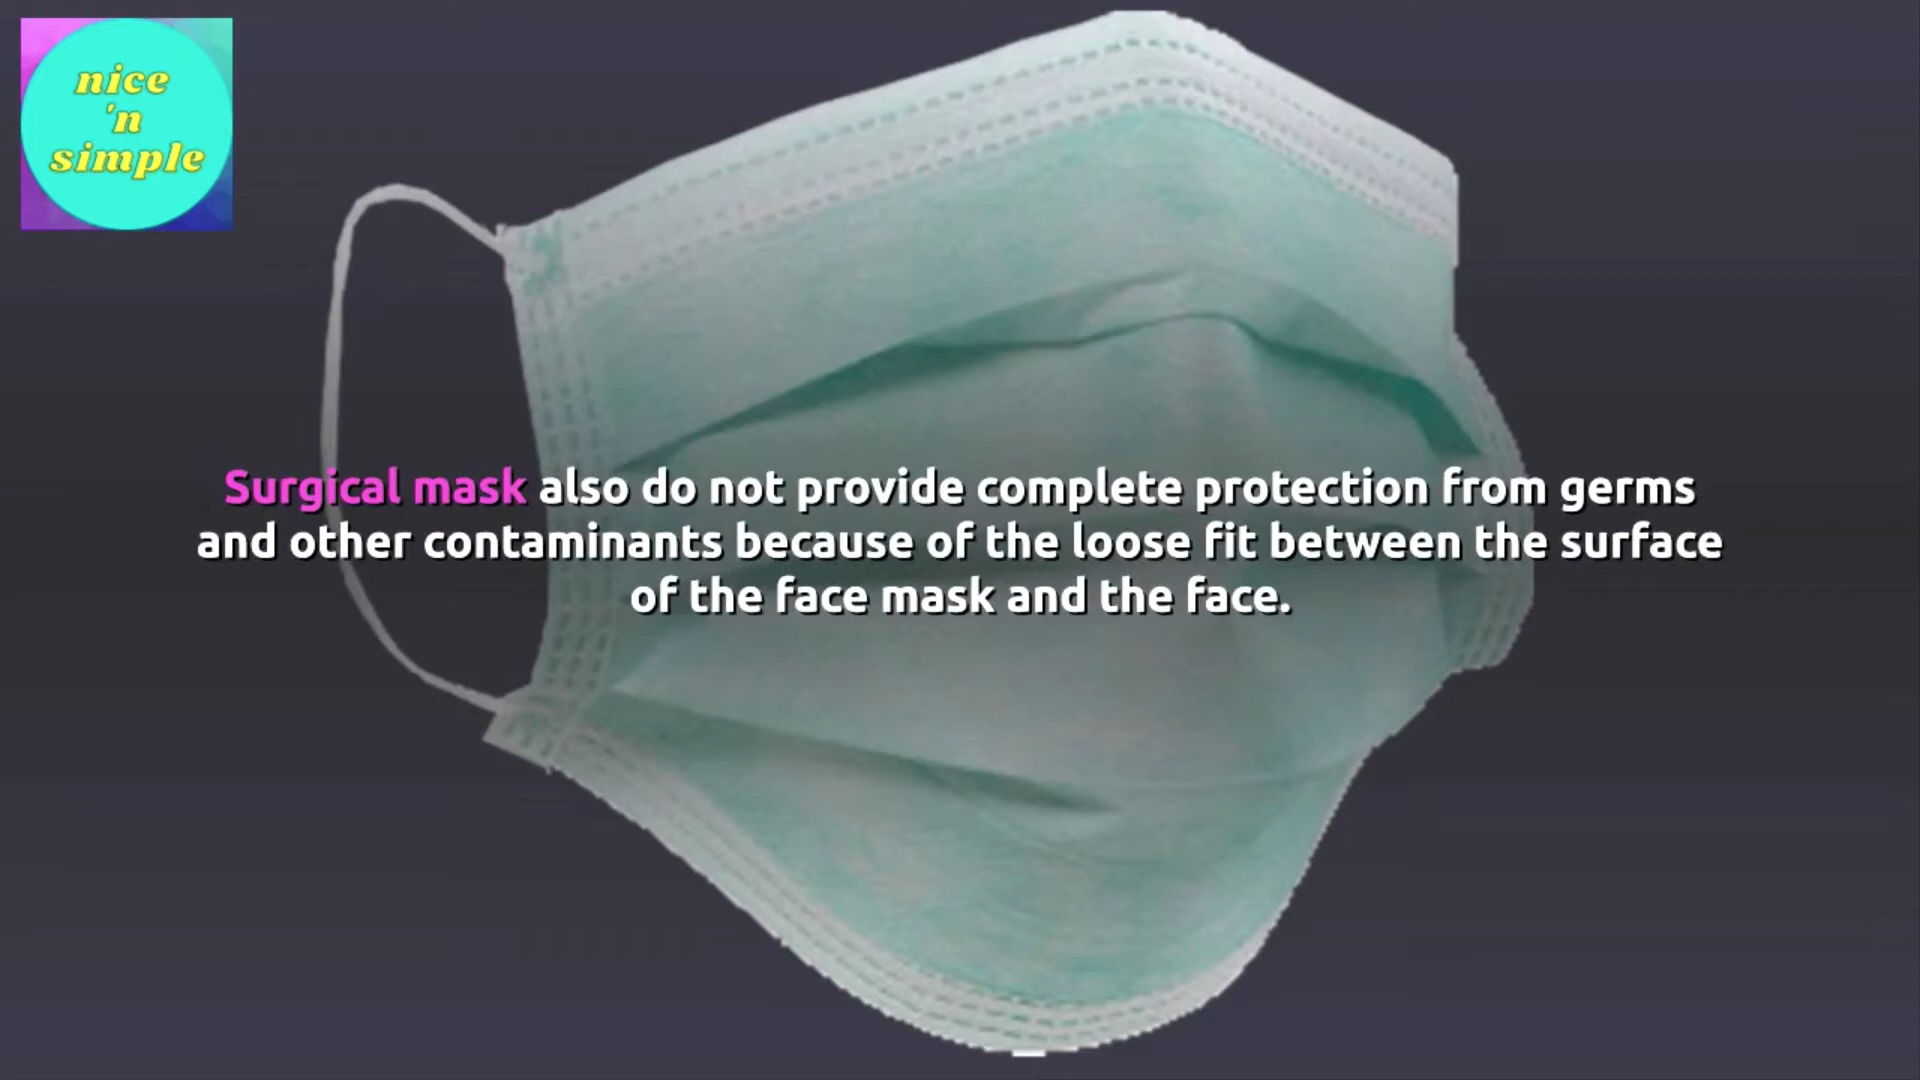 nice
'n
simple
Surgical mask also do not provide complete protection from germs
and other contaminants because of the loose fit between the surface
of the face mask and the face.